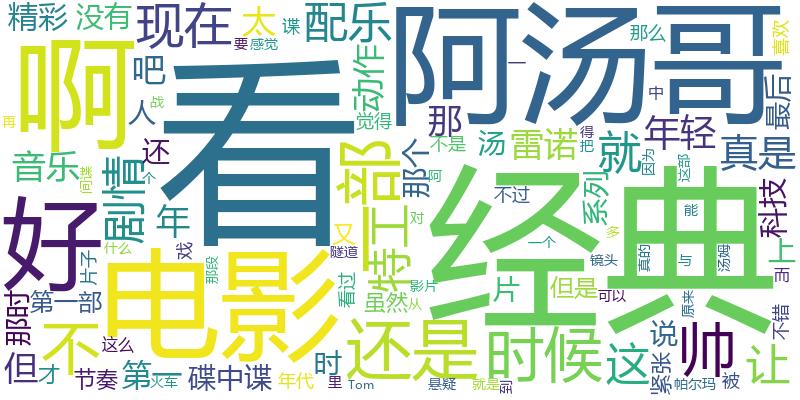 精彩
没有
现在
太
谍
要
感觉
配乐
阿汤哥
那么
喜欢
啊
看
吧
动作
一
中
最后
再
战
人
觉得
那
不是
汤
雷诺
得
把
就
年轻
因为
这部
真是
音乐
间谍
个
还
部
那个
阿
好
剧情
年
特工
对
不过
系列
经典
能
多
科技
电影
什么
戏
那段
隧道
又
一个
镜头
真的
与
汤姆
上
而
片子
看过
影片
片
但是
可以
原来
不错
那时
第一部
不
虽然
从
还是
时候
这
说
紧张
帅
让
这么
但
才
节奏
第一
火车
碟中谍
年代
时
里
Tom
悬疑
就是
到
帕尔玛
被